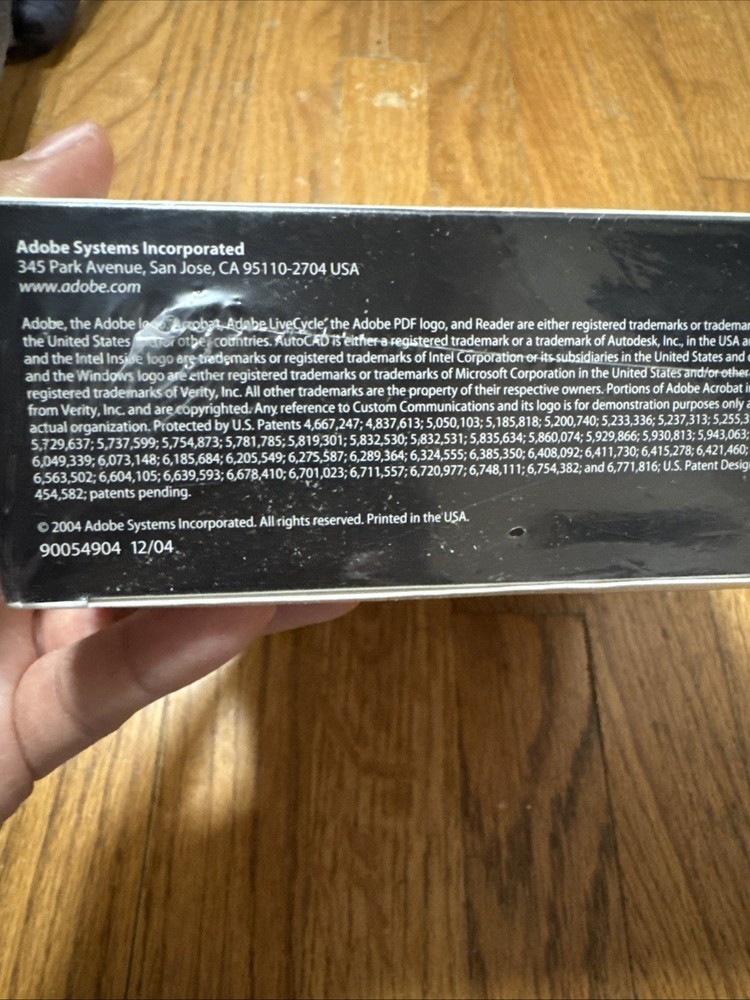 Adobe Systems Incorporated
345 Park Avenue, San Jose, CA 95110-2704 USA
www.adobe.com
Adobe, the Adobe logo, Acrobat, Adobe LiveCycle, the Adobe PDF logo, and Reader are either registered trademarks or
the United States other countries. AutoCAD is either a registered trademark or a trademark of Autodesk, Inc., in the USA
and the Intel Inside logo are trademarks or registered trademarks of Intel Corporation or its subsidiaries in the United States and
and the Windows logo are either registered trademarks or trademarks of Microsoft Corporation in the United States and/or other
registered trademarks of Verity, Inc. All other trademarks are the property of their respective owners. Portions of Adobe Acrobat
from Verity, Inc. and are copyrighted. Any reference to Custom Communications and its logo is for demonstration purposes only
actual organization. Protected by U.S. Patents 4,667,247; 4,837,613; 5,050,103; 5,185,818; 5,200,740; 5,233,336; 5,237,313; 5,255,3
5,729,637; 5,737,599; 5,754,873; 5,781,785; 5,819,301; 5,832,530; 5,832,531; 5,835,634; 5,860,074; 5,929,866; 5,930,813; 5,943,063;
6,049,339; 6,073,148; 6,185,684; 6,205,549; 6,275,587; 6,289,364; 6,324,555; 6,385,350; 6,408,092; 6,411,730; 6,415,278; 6,421,460;
6,563,502; 6,604,105; 6,639,593; 6,678,410; 6,701,023; 6,711,557; 6,720,977; 6,748,111; 6,754,382; and 6,771,816; U.S. Patent
454,582; patents pending.
© 2004 Adobe Systems Incorporated. All rights reserved. Printed in the USA.
90054904 12/04